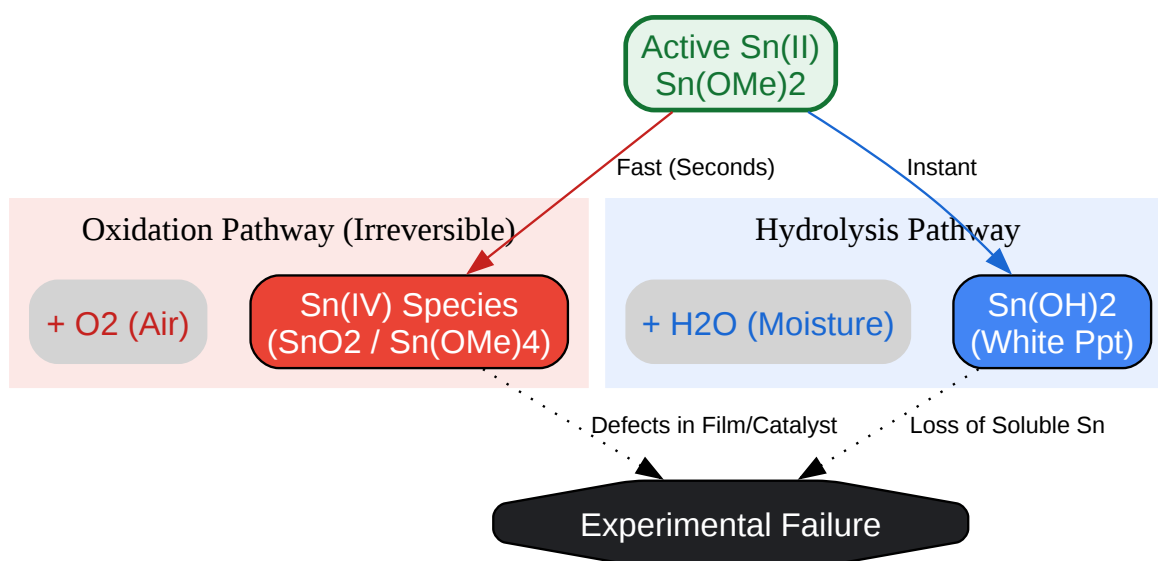 Active Sn(II)
Sn(OMe)2
Fast (Seconds)
Instant
Oxidation Pathway (Irreversible)
Hydrolysis Pathway
+ O2 (Air)
Sn(IV) Species
(SnO2 / Sn(OMe)4)
+ H2O (Moisture)
Sn(OH)2
(White Ppt)
Defects in Film/Catalyst
Loss of Soluble Sn
Experimental Failure